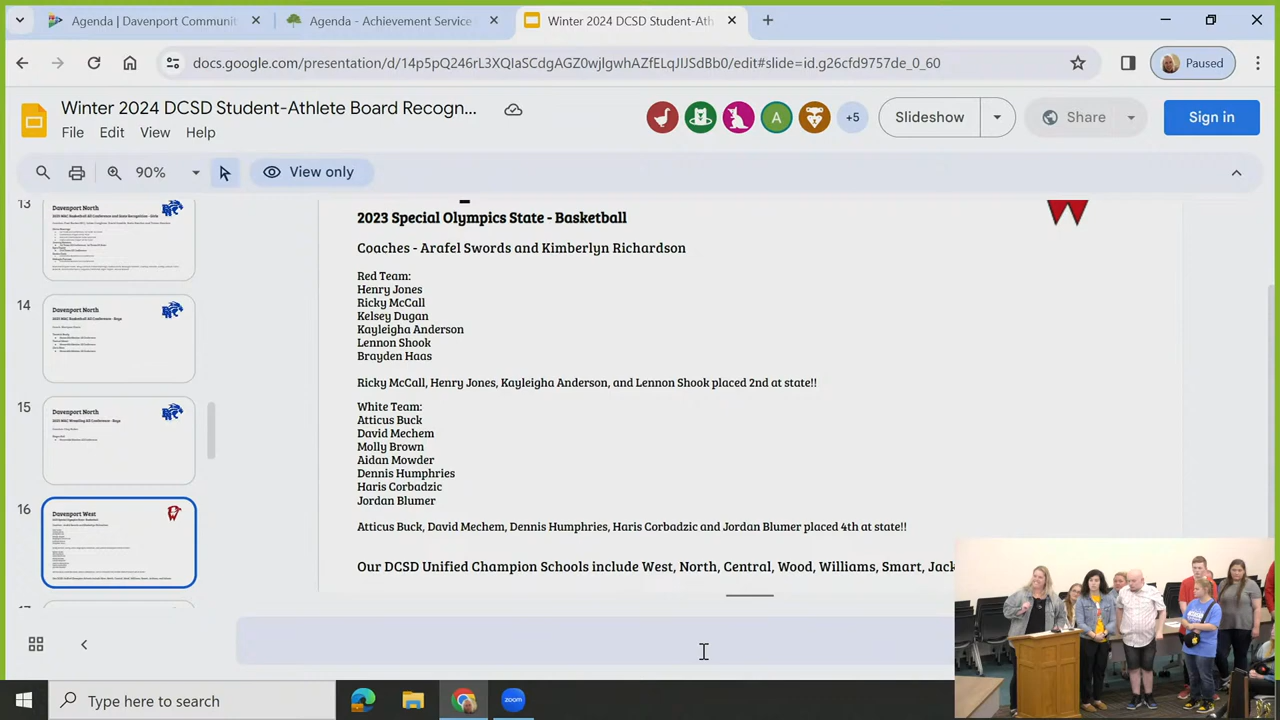 Agenda | Davenport Communi
Agenda - Achievement Service
Winter 2024 DCSD Student-Ath
docs.google.com/presentation/d/14p5pQ246rL3XQIaSCdgAGZ0wjlgwhAZfELqJIJSdBb0/edit#slide=id.g26cfd9757de_0_60
Paused
Winter 2024 DCSD Student-Athlete Board Recogn...
File Edit View Help
A
+5
Slideshow
Share
Sign in
90%
View only
13
Davenport North
14
Davenport North
15
Davenport North
16
Davenport West
2023 Special Olympics State - Basketball
Coaches - Arafel Swords and Kimberlyn Richardson
Red Team:
Henry Jones
Ricky McCall
Kelsey Dugan
Kayleigha Anderson
Lennon Shook
Brayden Haas
Ricky McCall, Henry Jones, Kayleigha Anderson, and Lennon Shook placed 2nd at state!!
White Team:
Atticus Buck
David Mechem
Molly Brown
Aidan Mowder
Dennis Humphries
Haris Corbadzic
Jordan Blumer
Atticus Buck, David Mechem, Dennis Humphries, Haris Corbadzic and Jordan Blumer placed 4th at state!!
Our DCSD Unified Champion Schools include West, North, Central, Wood, Williams, Smart, Jack
Type here to search
zoom